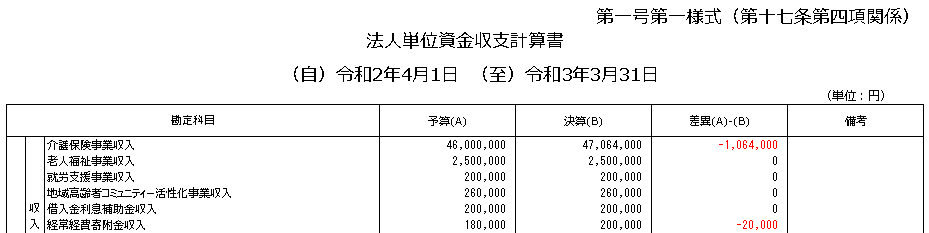 第一号第一様式（第十七条第四項関係）
法人単位資金収支計算書
（自）令和2年4月1日　（至）令和3年3月31日
（単位：円）
勘定科目 予算(A) 決算(B) 差異(A)-(B) 備考
介護保険事業収入 46,000,000 47,064,000 -1,064,000
老人福祉事業収入 2,500,000 2,500,000 0
就労支援事業収入 200,000 200,000 0
地域高齢者コミュニティー活性化事業収入 260,000 260,000 0
収 借入金利息補助金収入 200,000 200,000 0
入 経常経費寄附金収入 180,000 200,000 -20,000